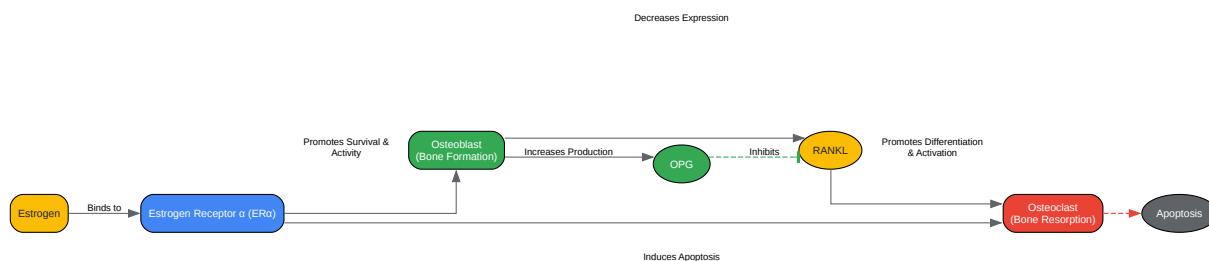 Decreases Expression
Promotes Survival &
Activity
Osteoblast
(Bone Formation)
Increases Production
OPG
Inhibits
RANKL
Promotes Differentiation
& Activation
Estrogen
Binds to
Estrogen Receptor α (ERα)
Osteoclast
(Bone Resorption)
Apoptosis
Induces Apoptosis